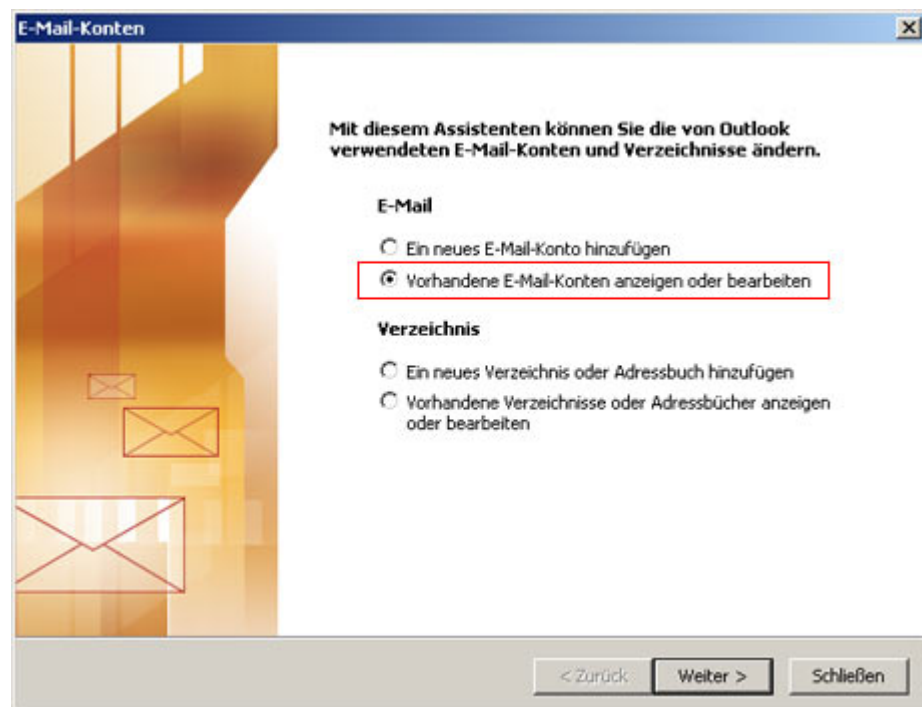 E-Mail-Konten
Mit diesem Assistenten können Sie die von Outlook
verwendeten E-Mail-Konten und Verzeichnisse ändern.
E-Mail
Ein neues E-Mail-Konto hinzufügen
Vorhandene E-Mail-Konten anzeigen oder bearbeiten
Verzeichnis
Ein neues Verzeichnis oder Adressbuch hinzufügen
Vorhandene Verzeichnisse oder Adressbücher anzeigen
oder bearbeiten
< Zurück Weiter > Schließen